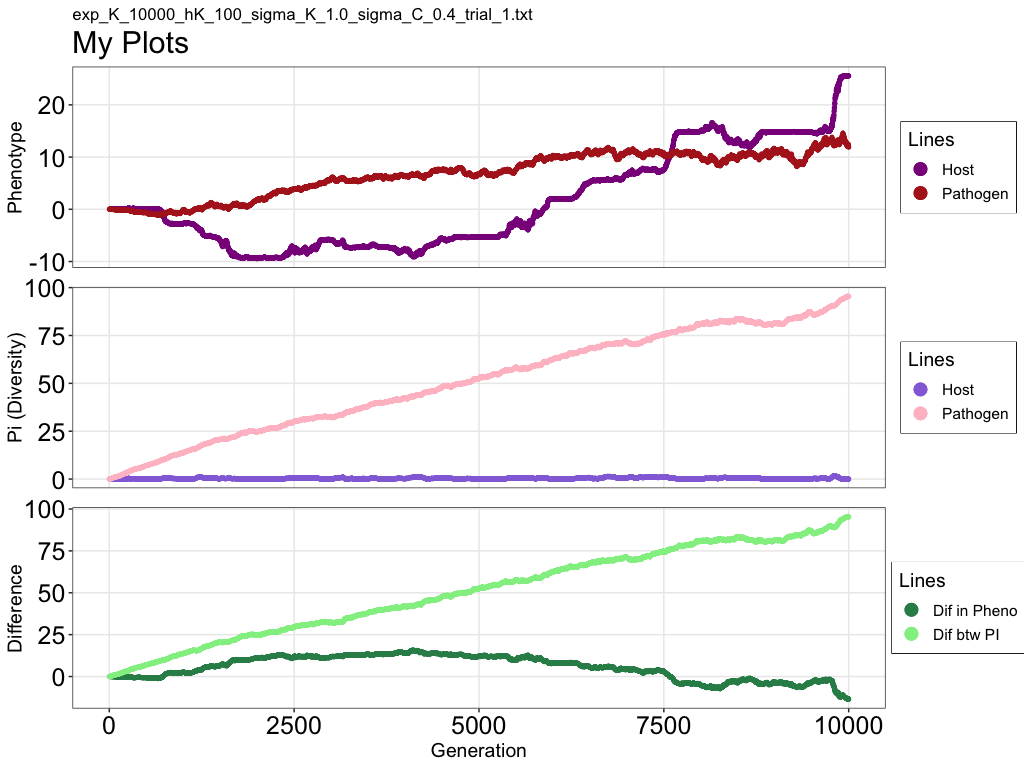 exp_K_10000_hK_100_sigma_K_1.0_sigma_C_0.4_trial_1.txt
My Plots
Phenotype
20
10
0
-10
Lines
Host
Pathogen
Pi (Diversity)
100
75
50
25
0
Lines
Host
Pathogen
Difference
100
75
50
25
0
Lines
Dif in Pheno
Dif btw PI
0 2500 5000 7500 10000
Generation